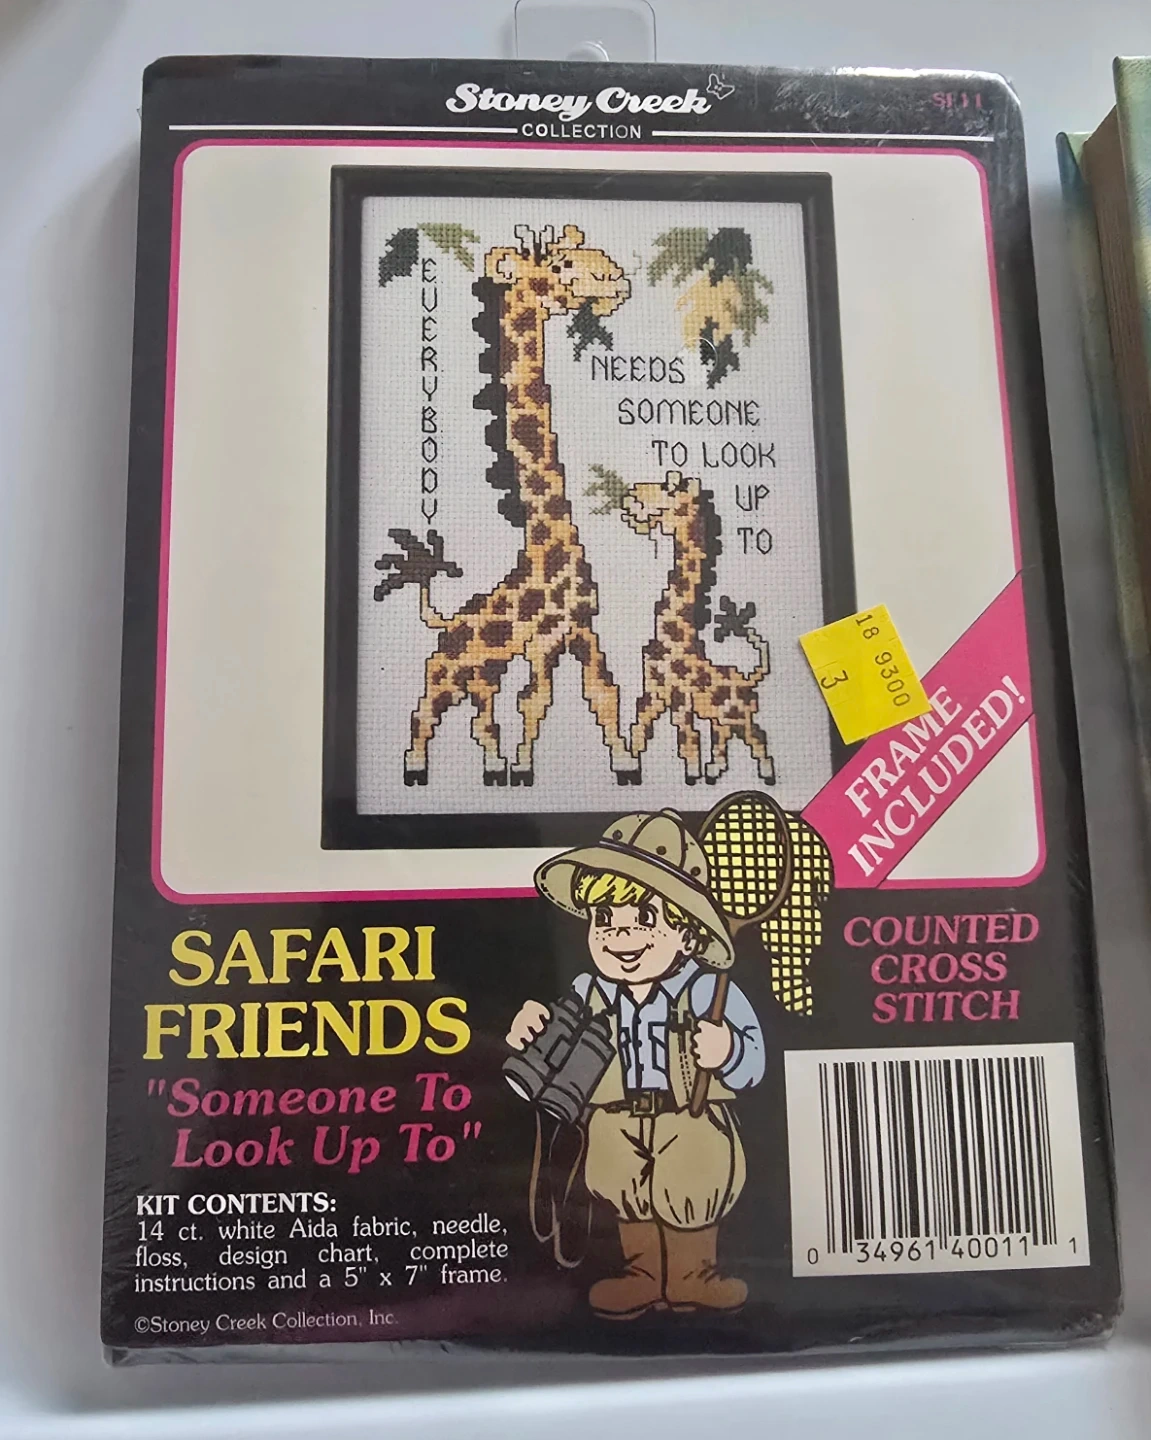 Stoney Creek
COLLECTION
SF11
EVERYBODY
NEEDS
SOMEONE
TO LOOK
UP
TO
18 9300
3
FRAME
INCLUDED!
SAFARI
FRIENDS
"Someone To
Look Up To"
COUNTED
CROSS
STITCH
KIT CONTENTS:
14 ct. white Aida fabric, needle,
floss, design chart, complete
instructions and a 5" x 7" frame.
©Stoney Creek Collection, Inc.
0 34961 40011 1